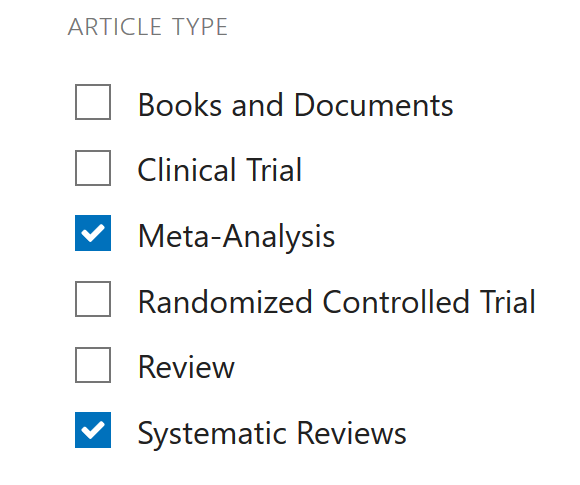 ARTICLE TYPE
Books and Documents
Clinical Trial
Meta-Analysis
Randomized Controlled Trial
Review
Systematic Reviews